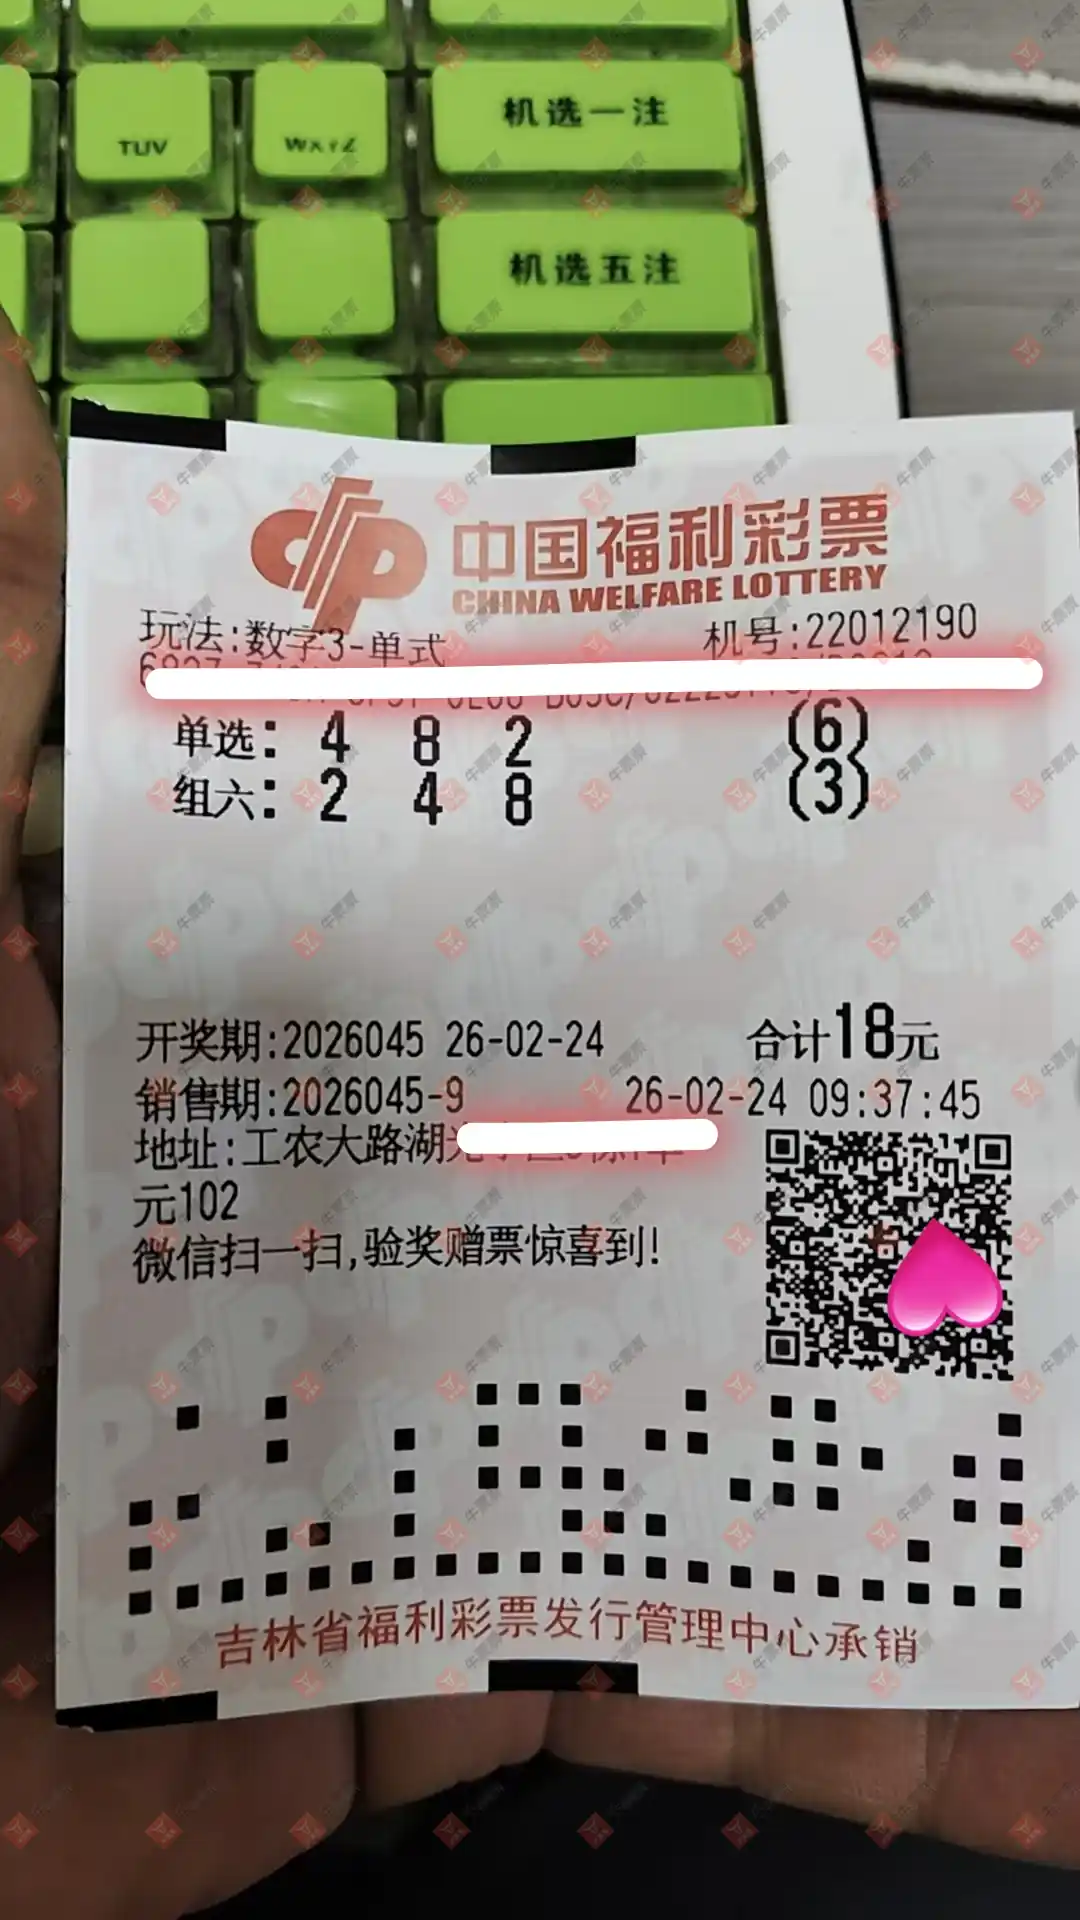 TUV
WXYZ
机选一注
机选五注
中国福利彩票
CHINA WELFARE LOTTERY
玩法:数字3-单式 机号:22012190
单选: 4 8 2 (6)
组六: 2 4 8 (3)
开奖期:2026045 26-02-24 合计18元
销售期:2026045-9 26-02-24 09:37:45
地址:工农大路湖
元102
微信扫一扫,验奖赠票惊喜到!
吉林省福利彩票发行管理中心承销
牛票票